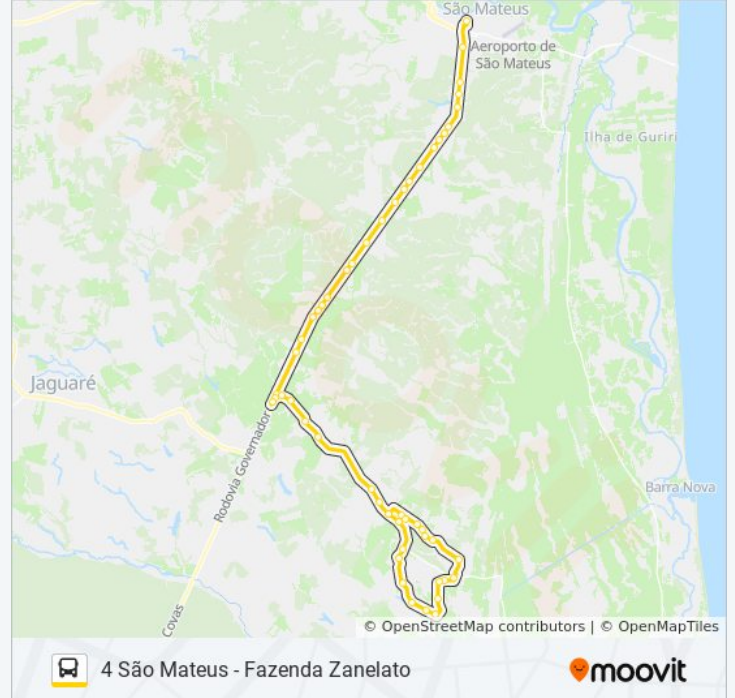 São Mateus
Aeroporto de
São Mateus
Ilha de Guriri
Jaguaré
Rodovia Governador
Barra Nova
Covas
© OpenStreetMap contributors | © OpenMapTiles
4 São Mateus - Fazenda Zanelato
moovit